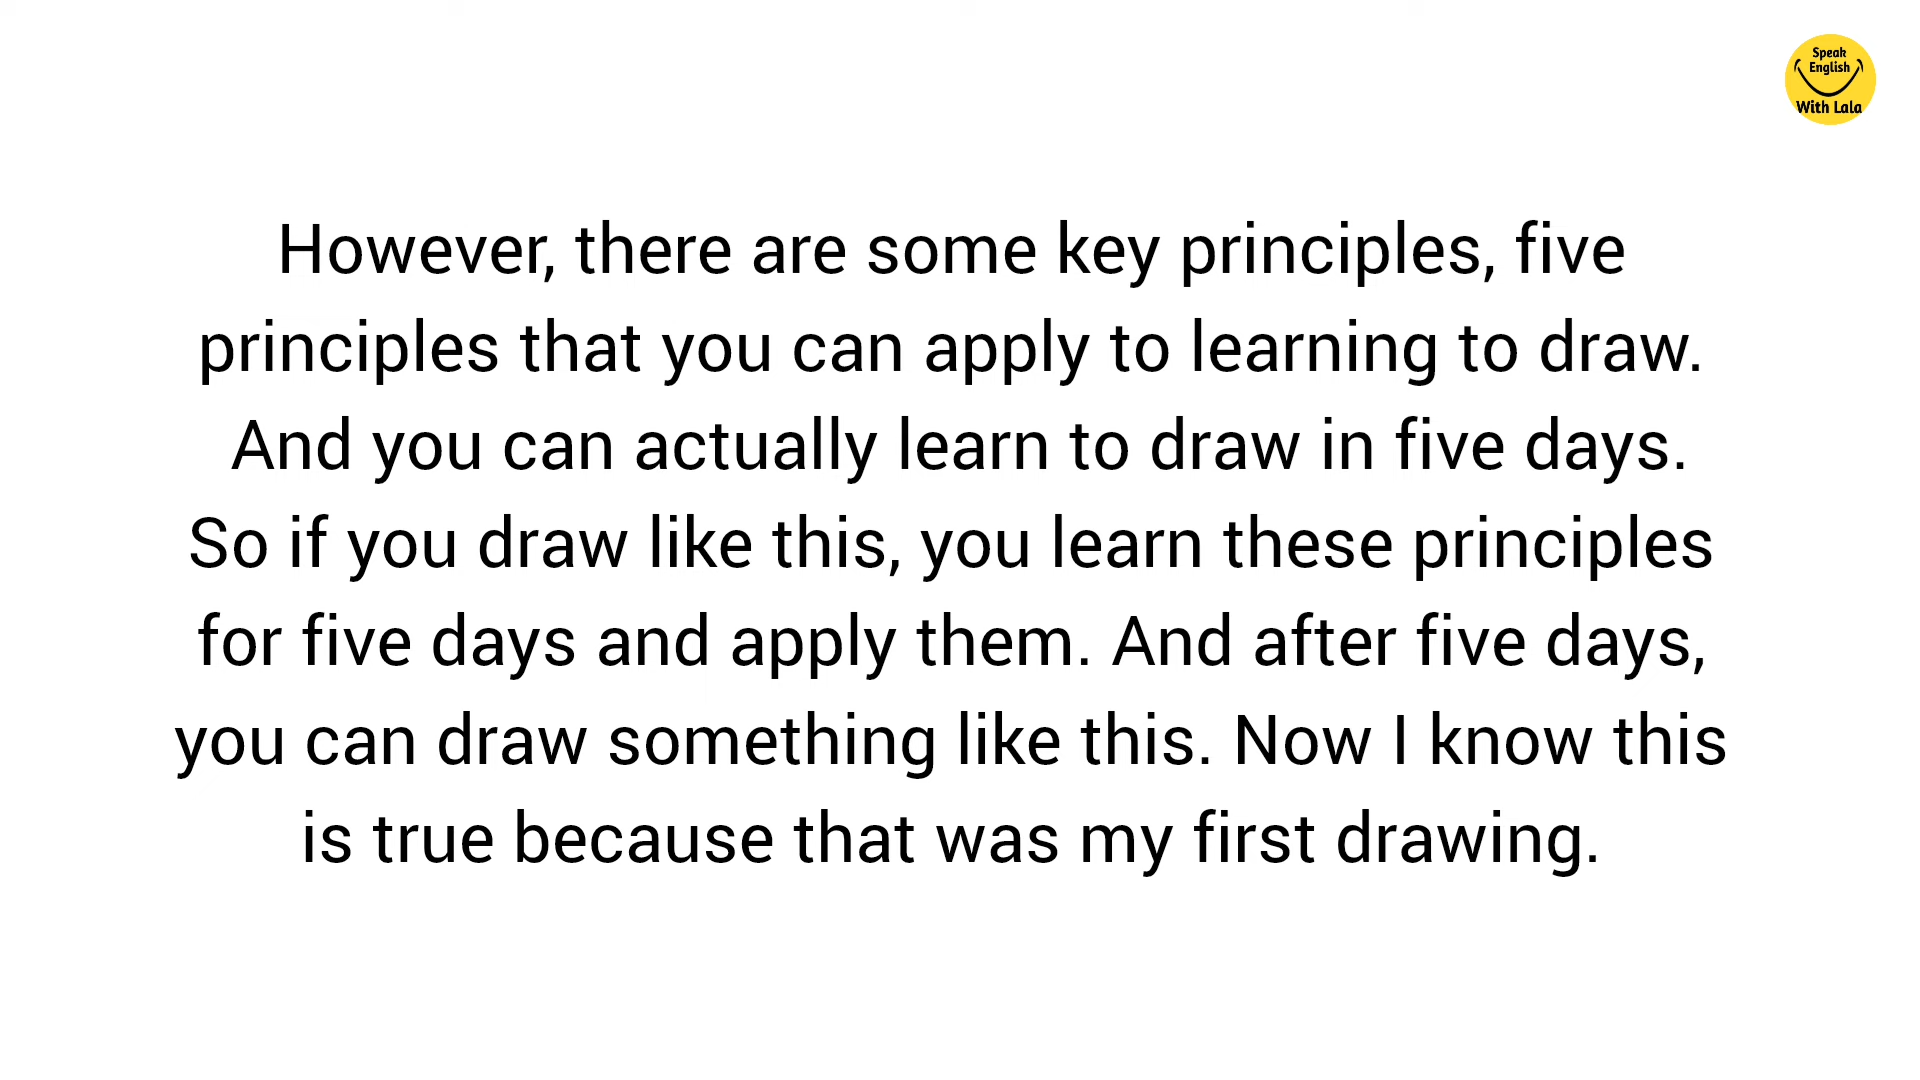 Speak
English
With Lala
However, there are some key principles, five
principles that you can apply to learning to draw.
And you can actually learn to draw in five days.
So if you draw like this, you learn these principles
for five days and apply them. And after five days,
you can draw something like this. Now I know this
is true because that was my first drawing.